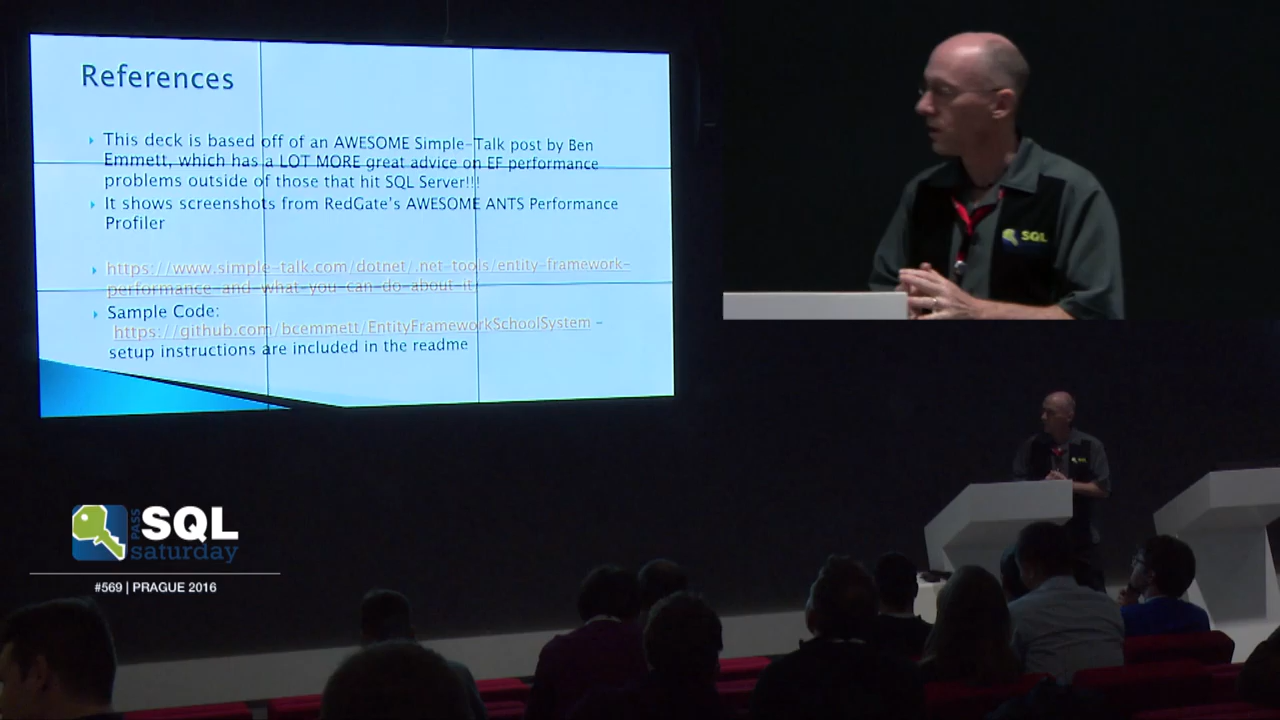 References
This deck is based off of an AWESOME Simple-Talk post by Ben
Emmett, which has a LOT MORE great advice on EF performance
problems outside of those that hit SQL Server!!!
It shows screenshots from RedGate's AWESOME ANTS Performance
Profiler
https://www.simple-talk.com/dotnet/.net-tools/entity-framework-
performance-and-what-you-can-do-about-it/
Sample Code:
https://github.com/bcemmett/EntityFrameworkSchoolSystem –
setup instructions are included in the readme
SQL
SQL
PASS
SQL
saturday
#569 | PRAGUE 2016